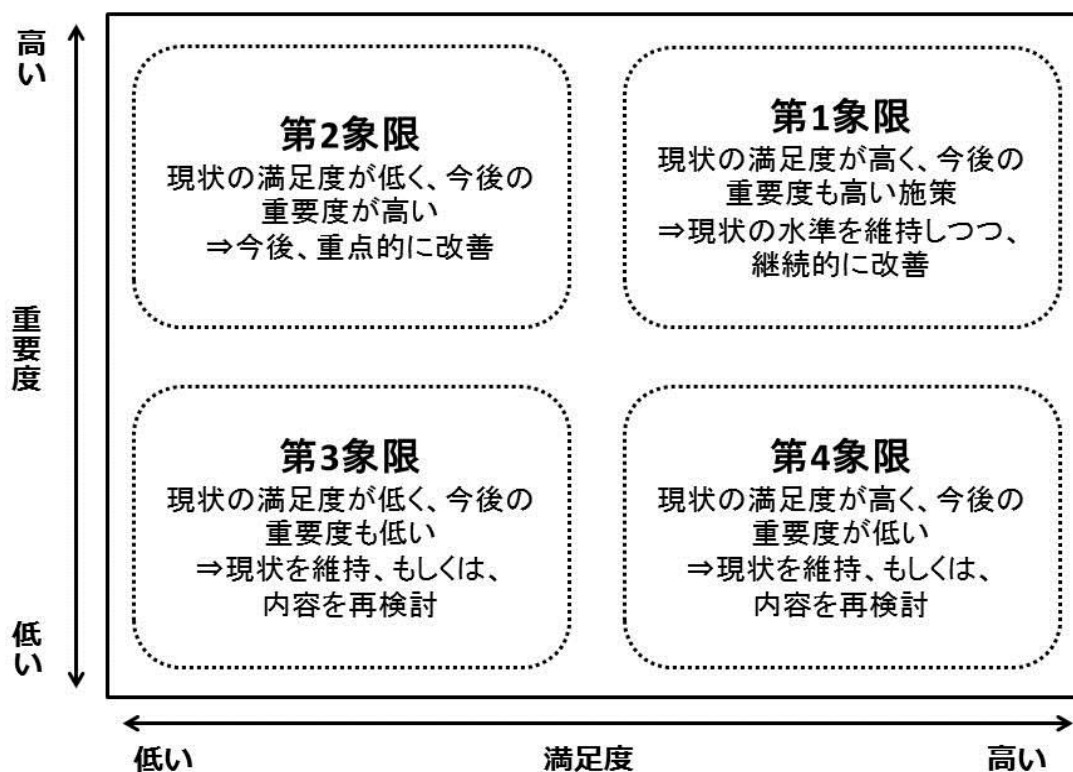 高い
重要度
低い
第2象限
現状の満足度が低く、今後の
重要度が高い
⇒今後、重点的に改善
第1象限
現状の満足度が高く、今後の
重要度も高い施策
⇒現状の水準を維持しつつ、
継続的に改善
第3象限
現状の満足度が低く、今後の
重要度も低い
⇒現状を維持、もしくは、
内容を再検討
第4象限
現状の満足度が高く、今後の
重要度が低い
⇒現状を維持、もしくは、
内容を再検討
低い
満足度
高い